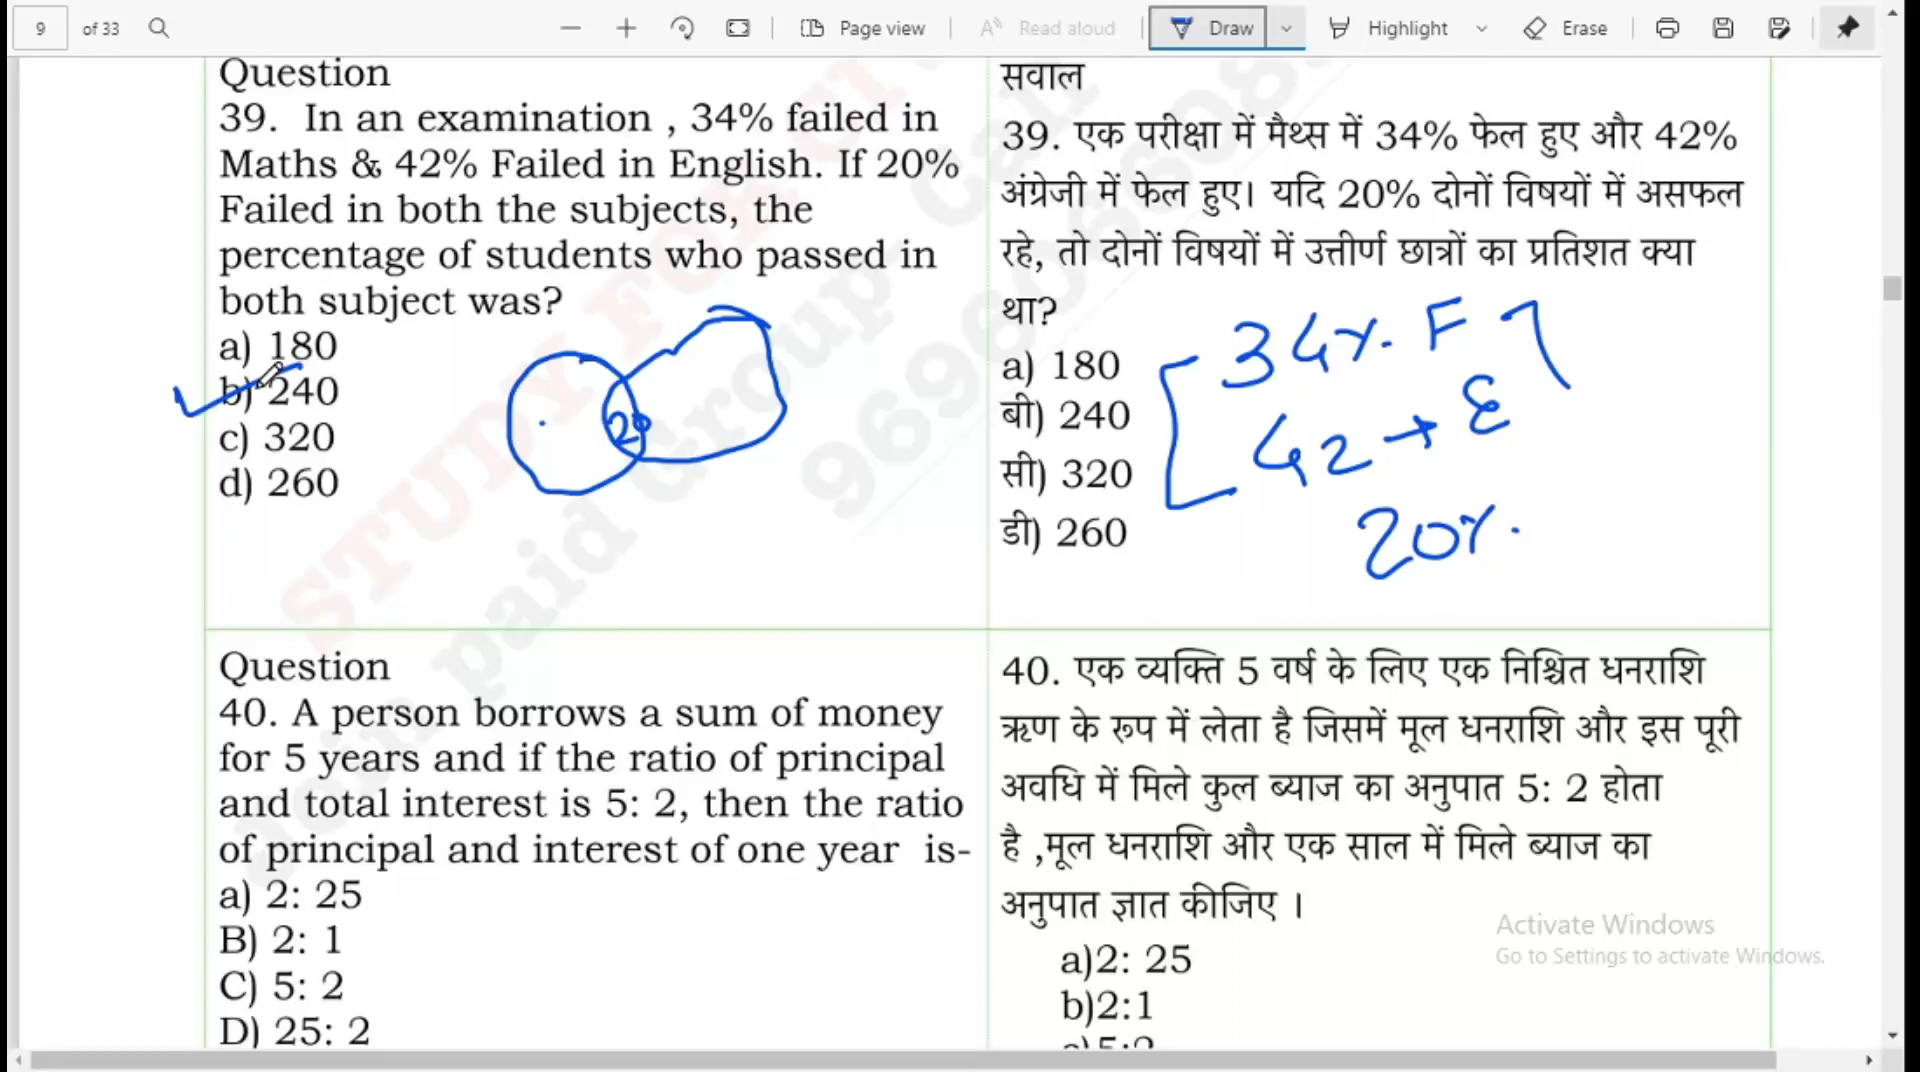 9 of 33 Page view Read aloud Draw Highlight Erase
Question
39. In an examination , 34% failed in
Maths & 42% Failed in English. If 20%
Failed in both the subjects, the
percentage of students who passed in
both subject was?
a) 180
b) 240
c) 320
d) 260
20
सवाल
39. एक परीक्षा में मैथ्स में 34% फेल हुए और 42%
अंग्रेजी में फेल हुए। यदि 20% दोनों विषयों में असफल
रहे, तो दोनों विषयों में उत्तीर्ण छात्रों का प्रतिशत क्या
था?
a) 180
बी) 240
सी) 320
डी) 260
34% F
42 → E
20%
Question
40. A person borrows a sum of money
for 5 years and if the ratio of principal
and total interest is 5: 2, then the ratio
of principal and interest of one year is-
a) 2: 25
B) 2: 1
C) 5: 2
D) 25: 2
40. एक व्यक्ति 5 वर्ष के लिए एक निश्चित धनराशि
ऋण के रूप में लेता है जिसमें मूल धनराशि और इस पूरी
अवधि में मिले कुल ब्याज का अनुपात 5: 2 होता
है ,मूल धनराशि और एक साल में मिले ब्याज का
अनुपात ज्ञात कीजिए ।
a)2: 25
b)2:1
c)5:2
Activate Windows
Go to Settings to activate Windows.